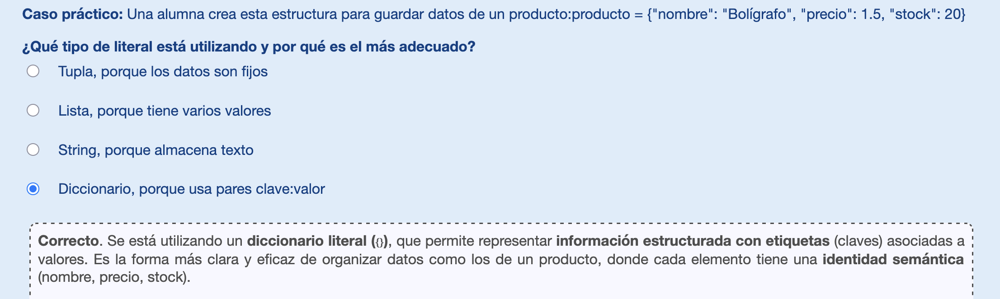 Caso práctico: Una alumna crea esta estructura para guardar datos de un producto:producto = {"nombre": "Bolígrafo", "precio": 1.5, "stock": 20}
¿Qué tipo de literal está utilizando y por qué es el más adecuado?
Tupla, porque los datos son fijos
Lista, porque tiene varios valores
String, porque almacena texto
Diccionario, porque usa pares clave:valor
Correcto. Se está utilizando un diccionario literal ({}), que permite representar información estructurada con etiquetas (claves) asociadas a
valores. Es la forma más clara y eficaz de organizar datos como los de un producto, donde cada elemento tiene una identidad semántica
(nombre, precio, stock).